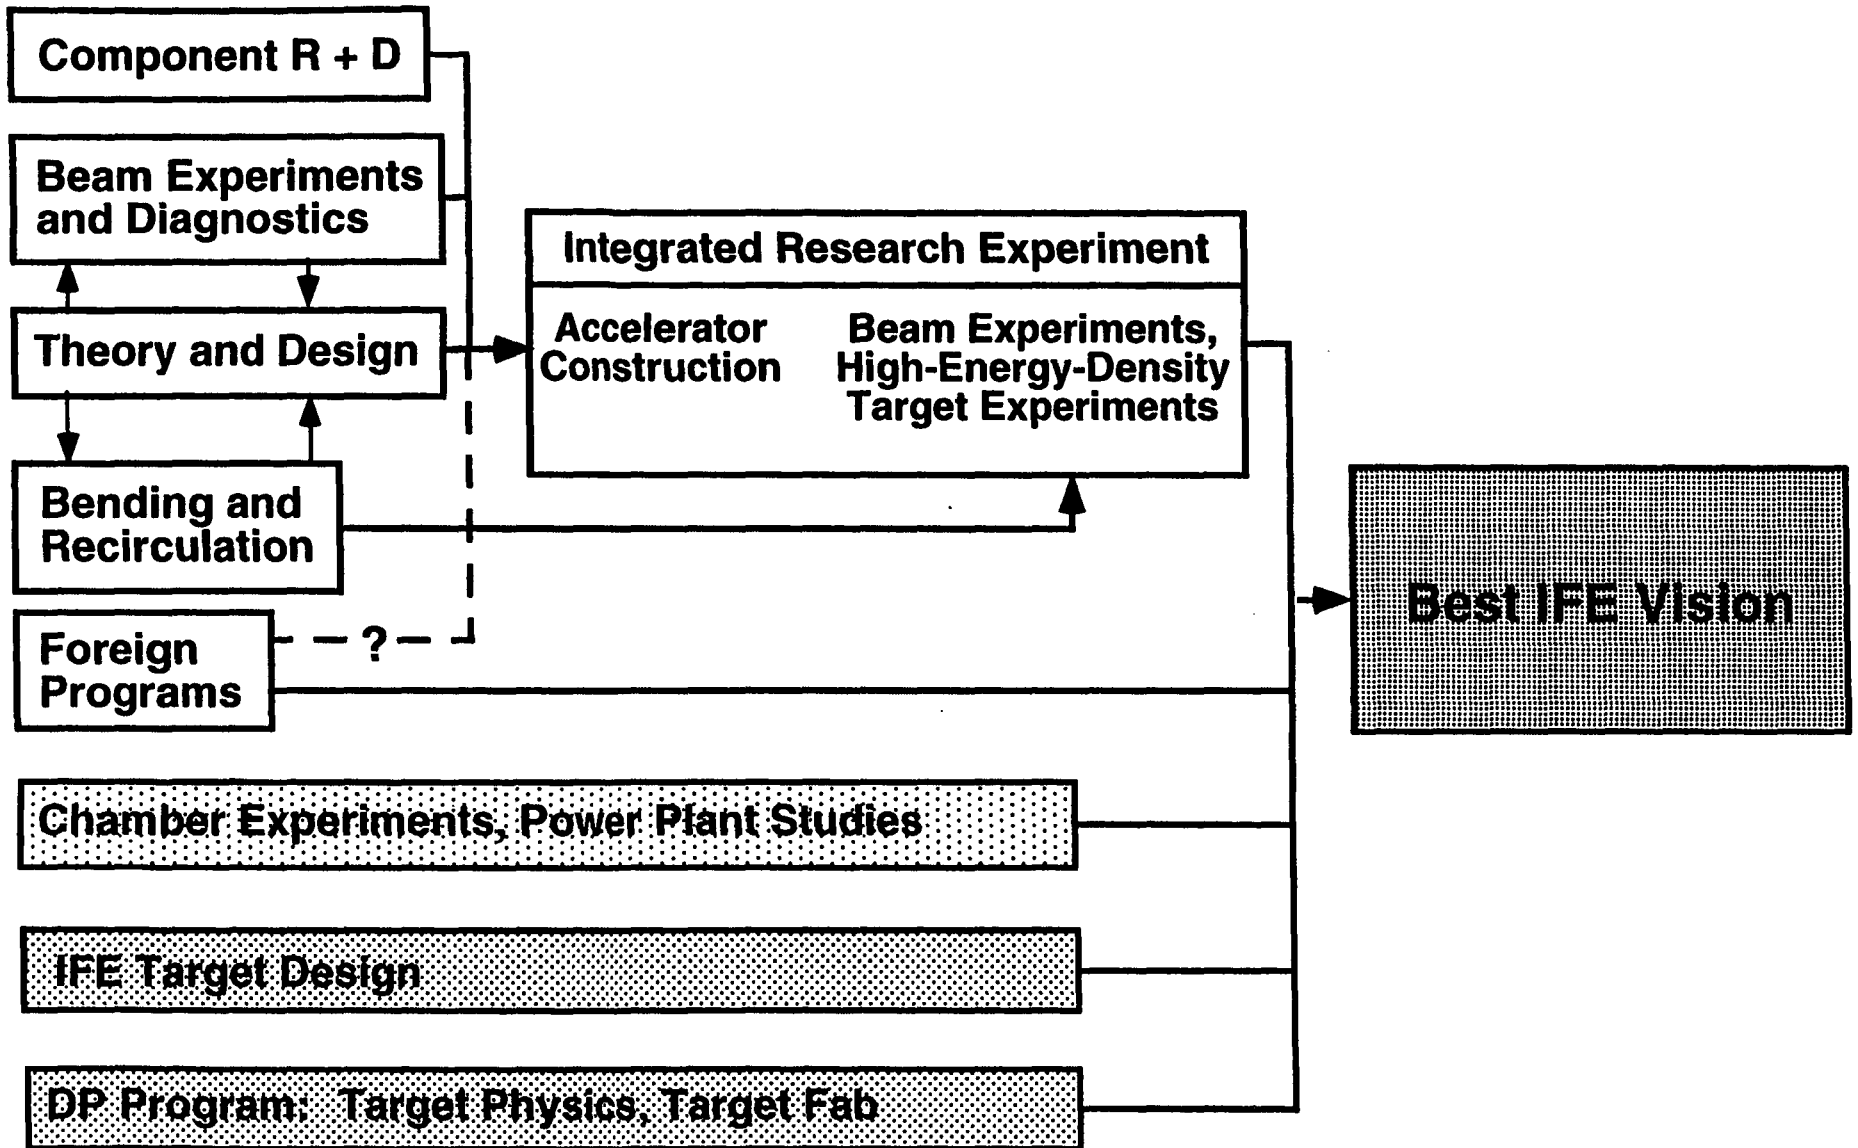 Component R + D
Beam Experiments
and Diagnostics
Theory and Design
Bending and
Recirculation
Foreign
Programs
?
Integrated Research Experiment
Accelerator
Construction
Beam Experiments,
High-Energy-Density
Target Experiments
Best IFE Vision
Chamber Experiments, Power Plant Studies
IFE Target Design
DP Program: Target Physics, Target Fab